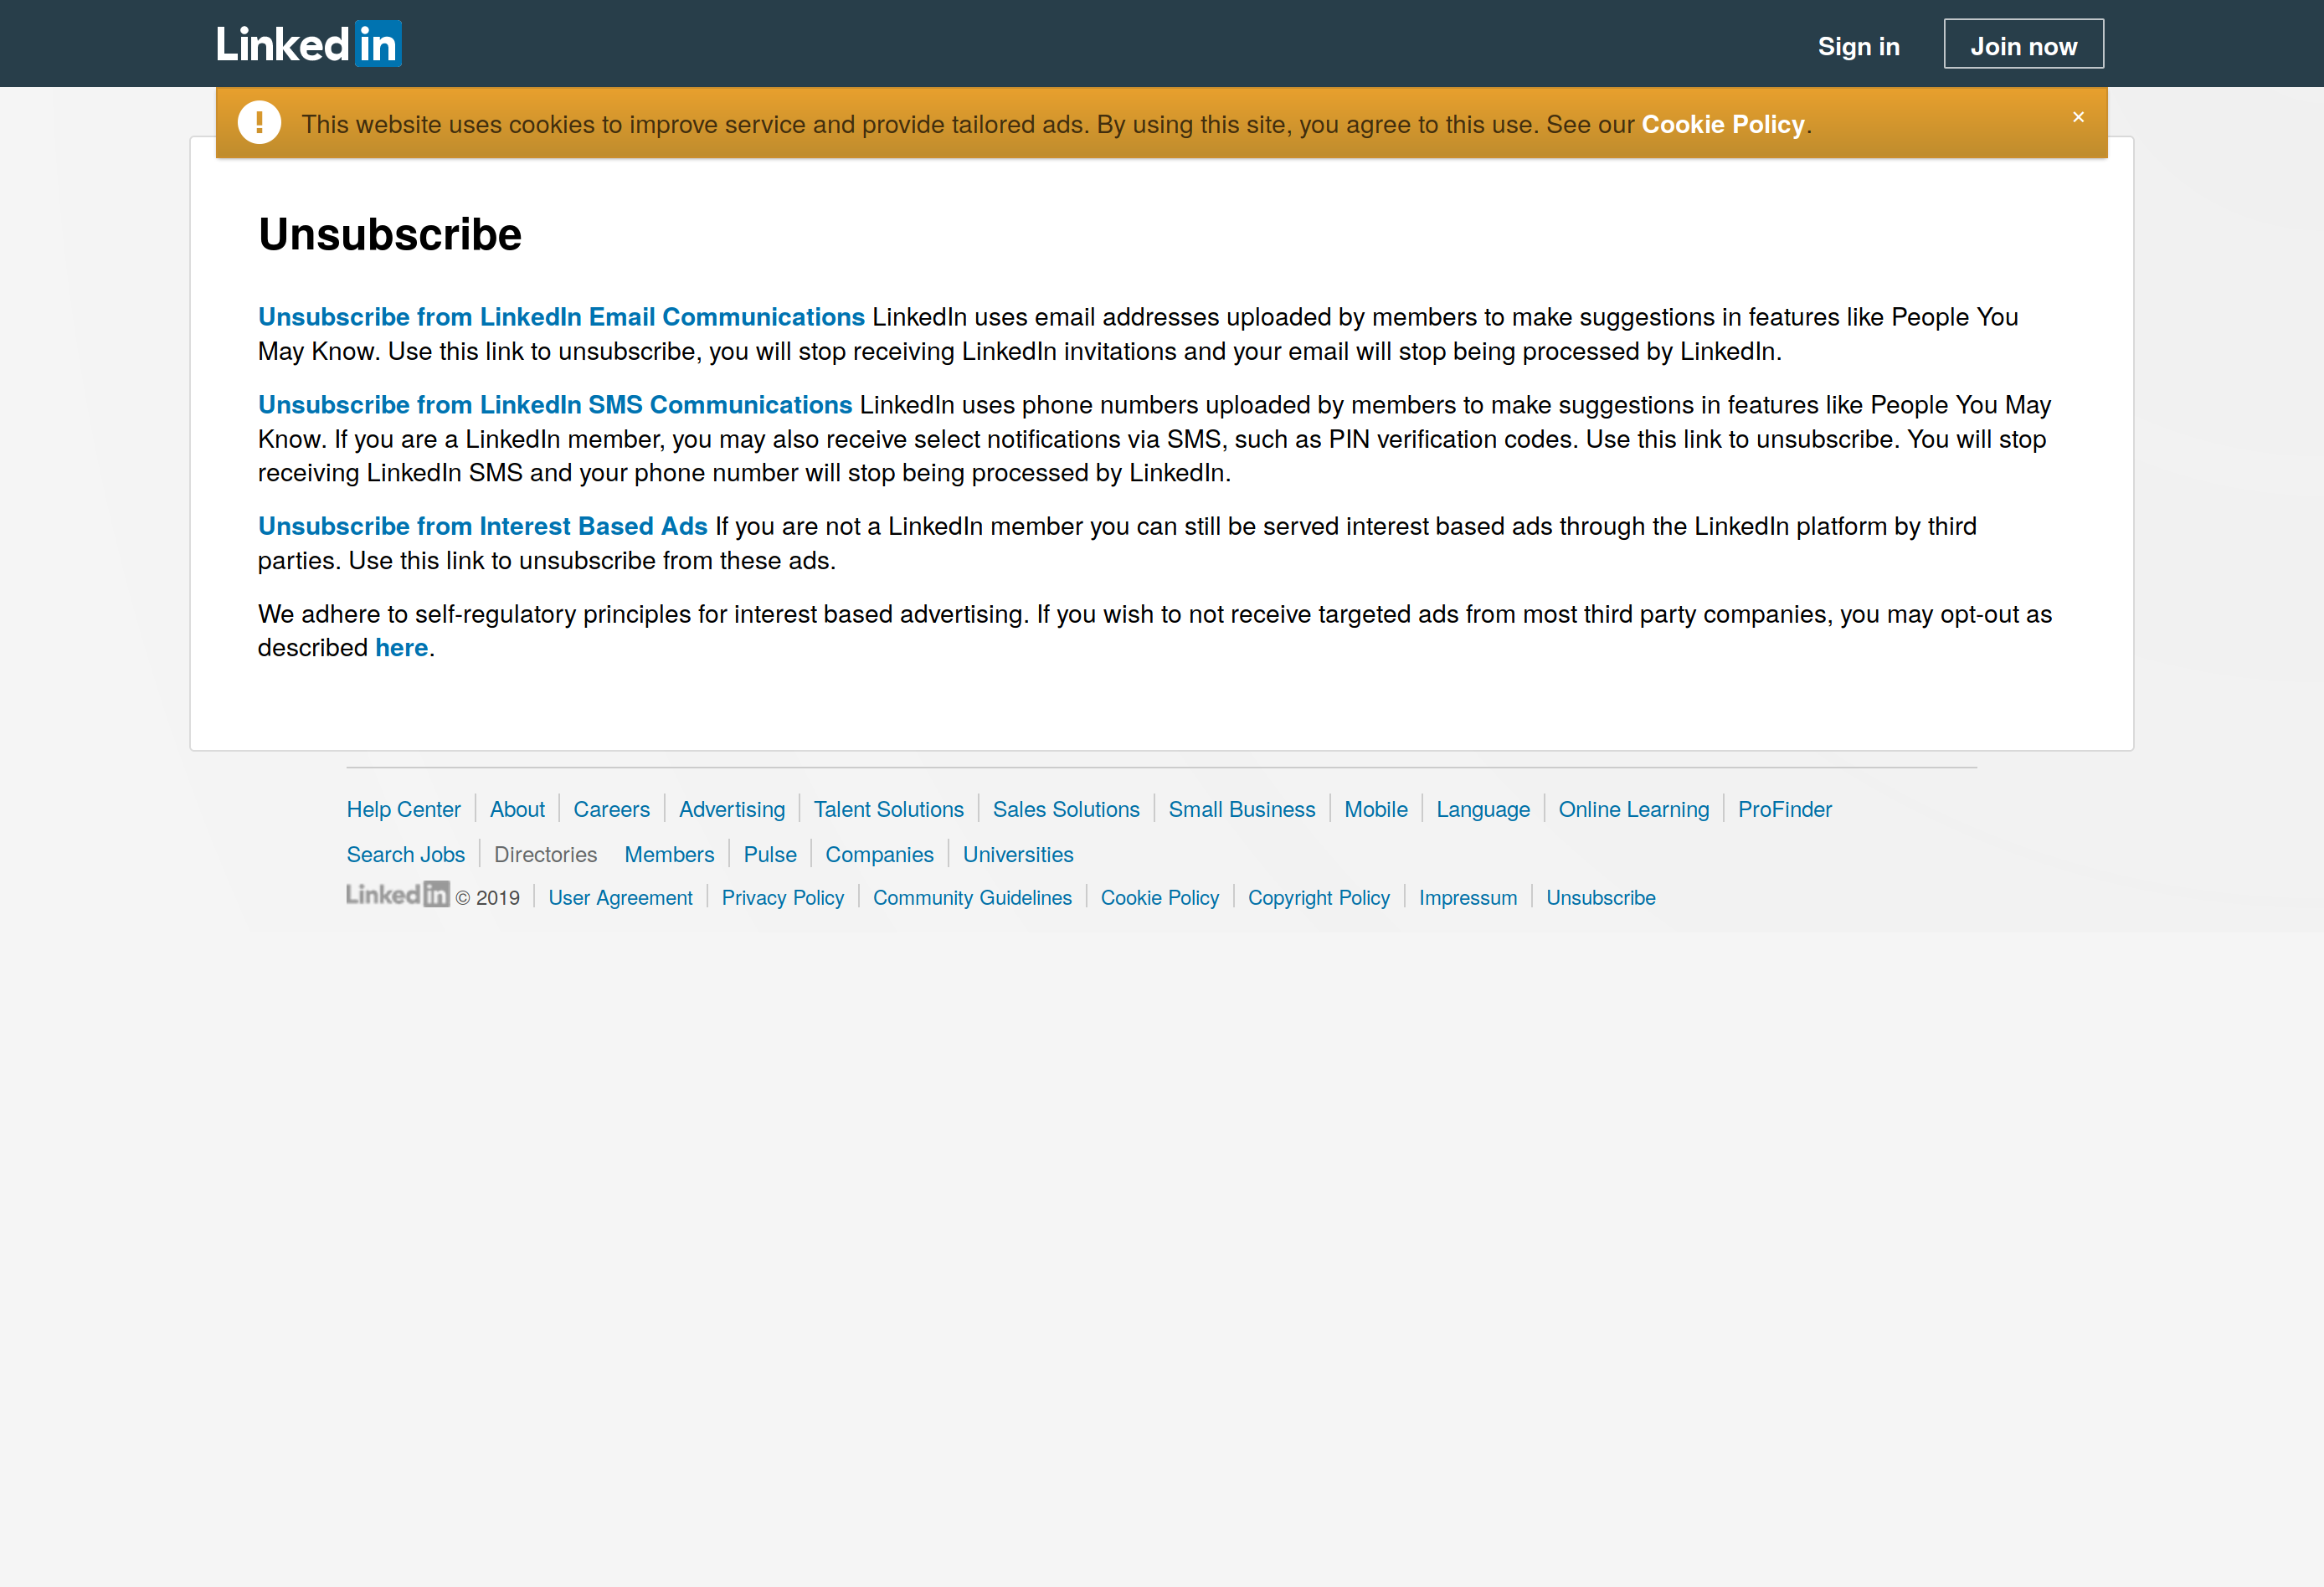 Linkedin
Sign in
Join now
This website uses cookies to improve service and provide tailored ads. By using this site, you agree to this use. See our Cookie Policy.
×
Unsubscribe
Unsubscribe from LinkedIn Email Communications LinkedIn uses email addresses uploaded by members to make suggestions in features like People You
May Know. Use this link to unsubscribe, you will stop receiving LinkedIn invitations and your email will stop being processed by LinkedIn.
Unsubscribe from LinkedIn SMS Communications LinkedIn uses phone numbers uploaded by members to make suggestions in features like People You May
Know. If you are a LinkedIn member, you may also receive select notifications via SMS, such as PIN verification codes. Use this link to unsubscribe. You will stop
receiving LinkedIn SMS and your phone number will stop being processed by LinkedIn.
Unsubscribe from Interest Based Ads If you are not a LinkedIn member you can still be served interest based ads through the LinkedIn platform by third
parties. Use this link to unsubscribe from these ads.
We adhere to self-regulatory principles for interest based advertising. If you wish to not receive targeted ads from most third party companies, you may opt-out as
described here.
Help Center About Careers Advertising Talent Solutions Sales Solutions Small Business Mobile Language Online Learning ProFinder
Search Jobs Directories Members Pulse Companies Universities
Linkedin © 2019 User Agreement Privacy Policy Community Guidelines Cookie Policy Copyright Policy Impressum Unsubscribe